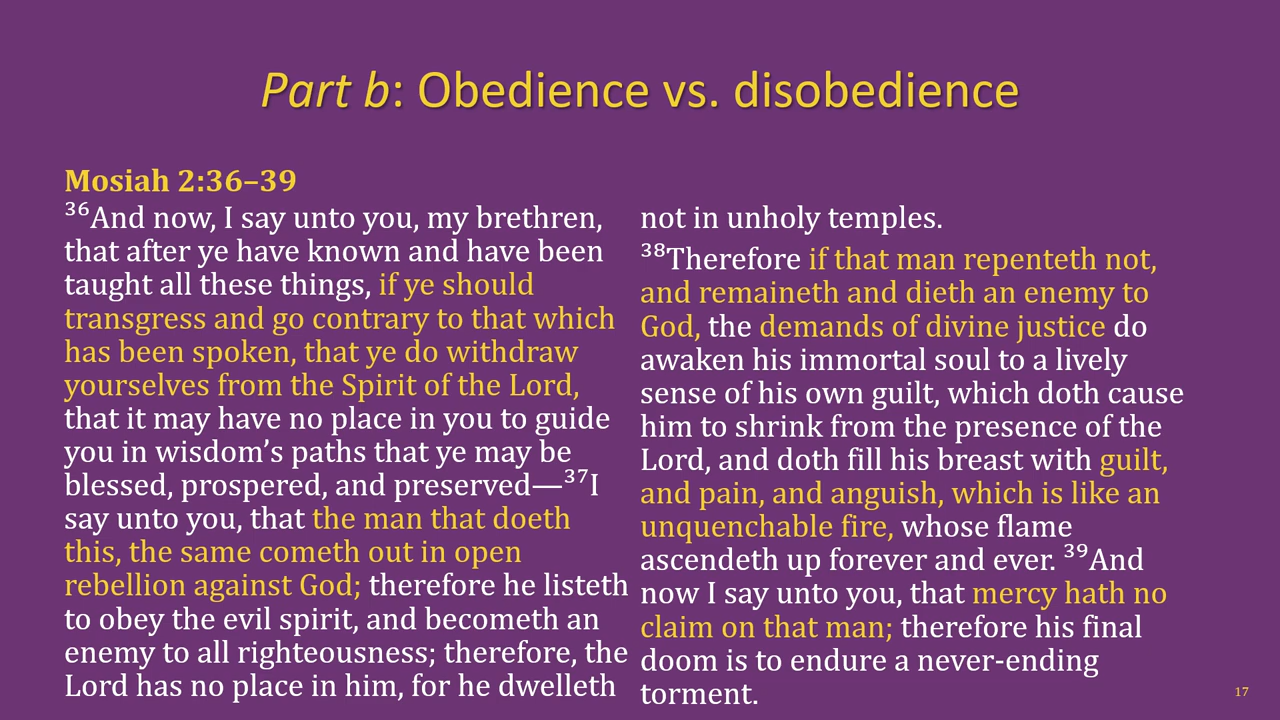 Part b: Obedience vs. disobedience
Mosiah 2:36–39
³⁶And now, I say unto you, my brethren,
that after ye have known and have been
taught all these things, if ye should
transgress and go contrary to that which
has been spoken, that ye do withdraw
yourselves from the Spirit of the Lord,
that it may have no place in you to guide
you in wisdom’s paths that ye may be
blessed, prospered, and preserved—³⁷I
say unto you, that the man that doeth
this, the same cometh out in open
rebellion against God; therefore he listeth
to obey the evil spirit, and becometh an
enemy to all righteousness; therefore, the
Lord has no place in him, for he dwelleth
not in unholy temples.
³⁸Therefore if that man repenteth not,
and remaineth and dieth an enemy to
God, the demands of divine justice do
awaken his immortal soul to a lively
sense of his own guilt, which doth cause
him to shrink from the presence of the
Lord, and doth fill his breast with guilt,
and pain, and anguish, which is like an
unquenchable fire, whose flame
ascendeth up forever and ever. ³⁹And
now I say unto you, that mercy hath no
claim on that man; therefore his final
doom is to endure a never-ending
torment.
17